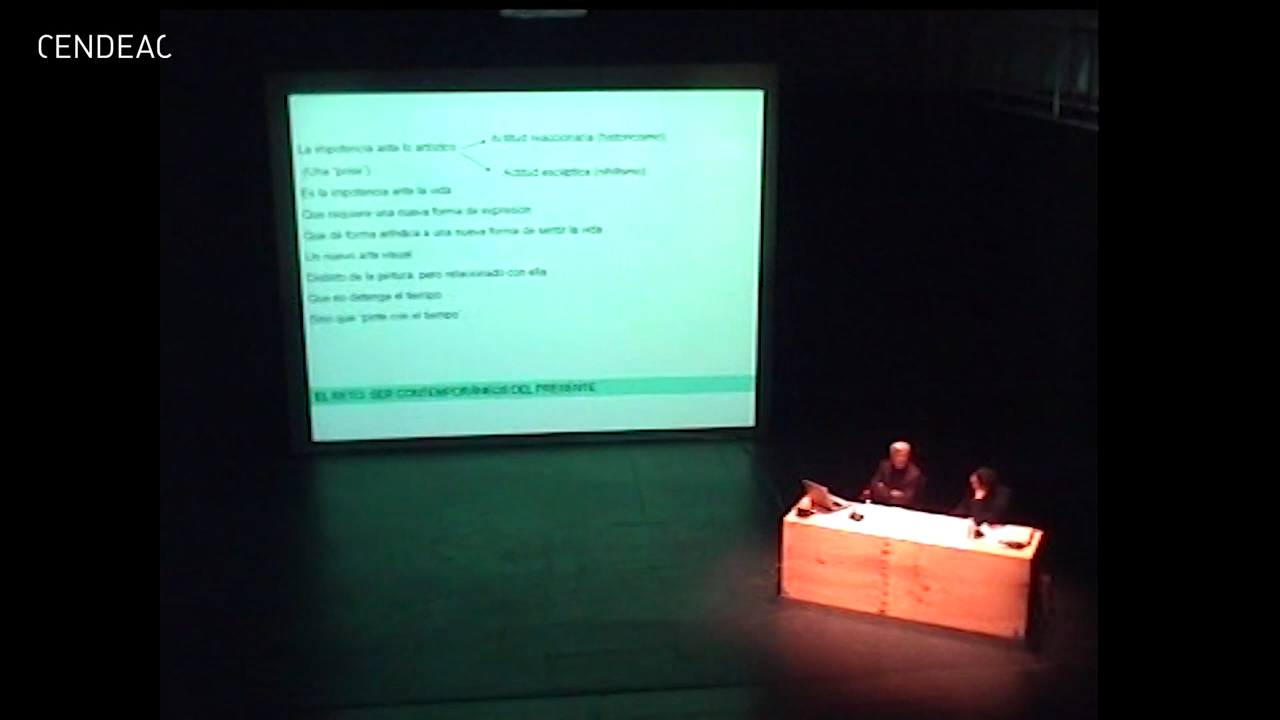 CENDEAC
La impotencia ante lo artístico
Actitud reaccionaria (historicismo)
Actitud escéptica (nihilismo)
(Una "prisa")
Es la impotencia ante la vida
Que requiere una nueva forma de expresión
Que dé forma artística a una nueva forma de sentir la vida
Un nuevo arte visual
Distinto de la pintura, pero relacionado con ella
Que no detenga el tiempo
Sino que "pinte con el tiempo"
EL RETO: SER CONTEMPORÁNEOS DEL PRESENTE